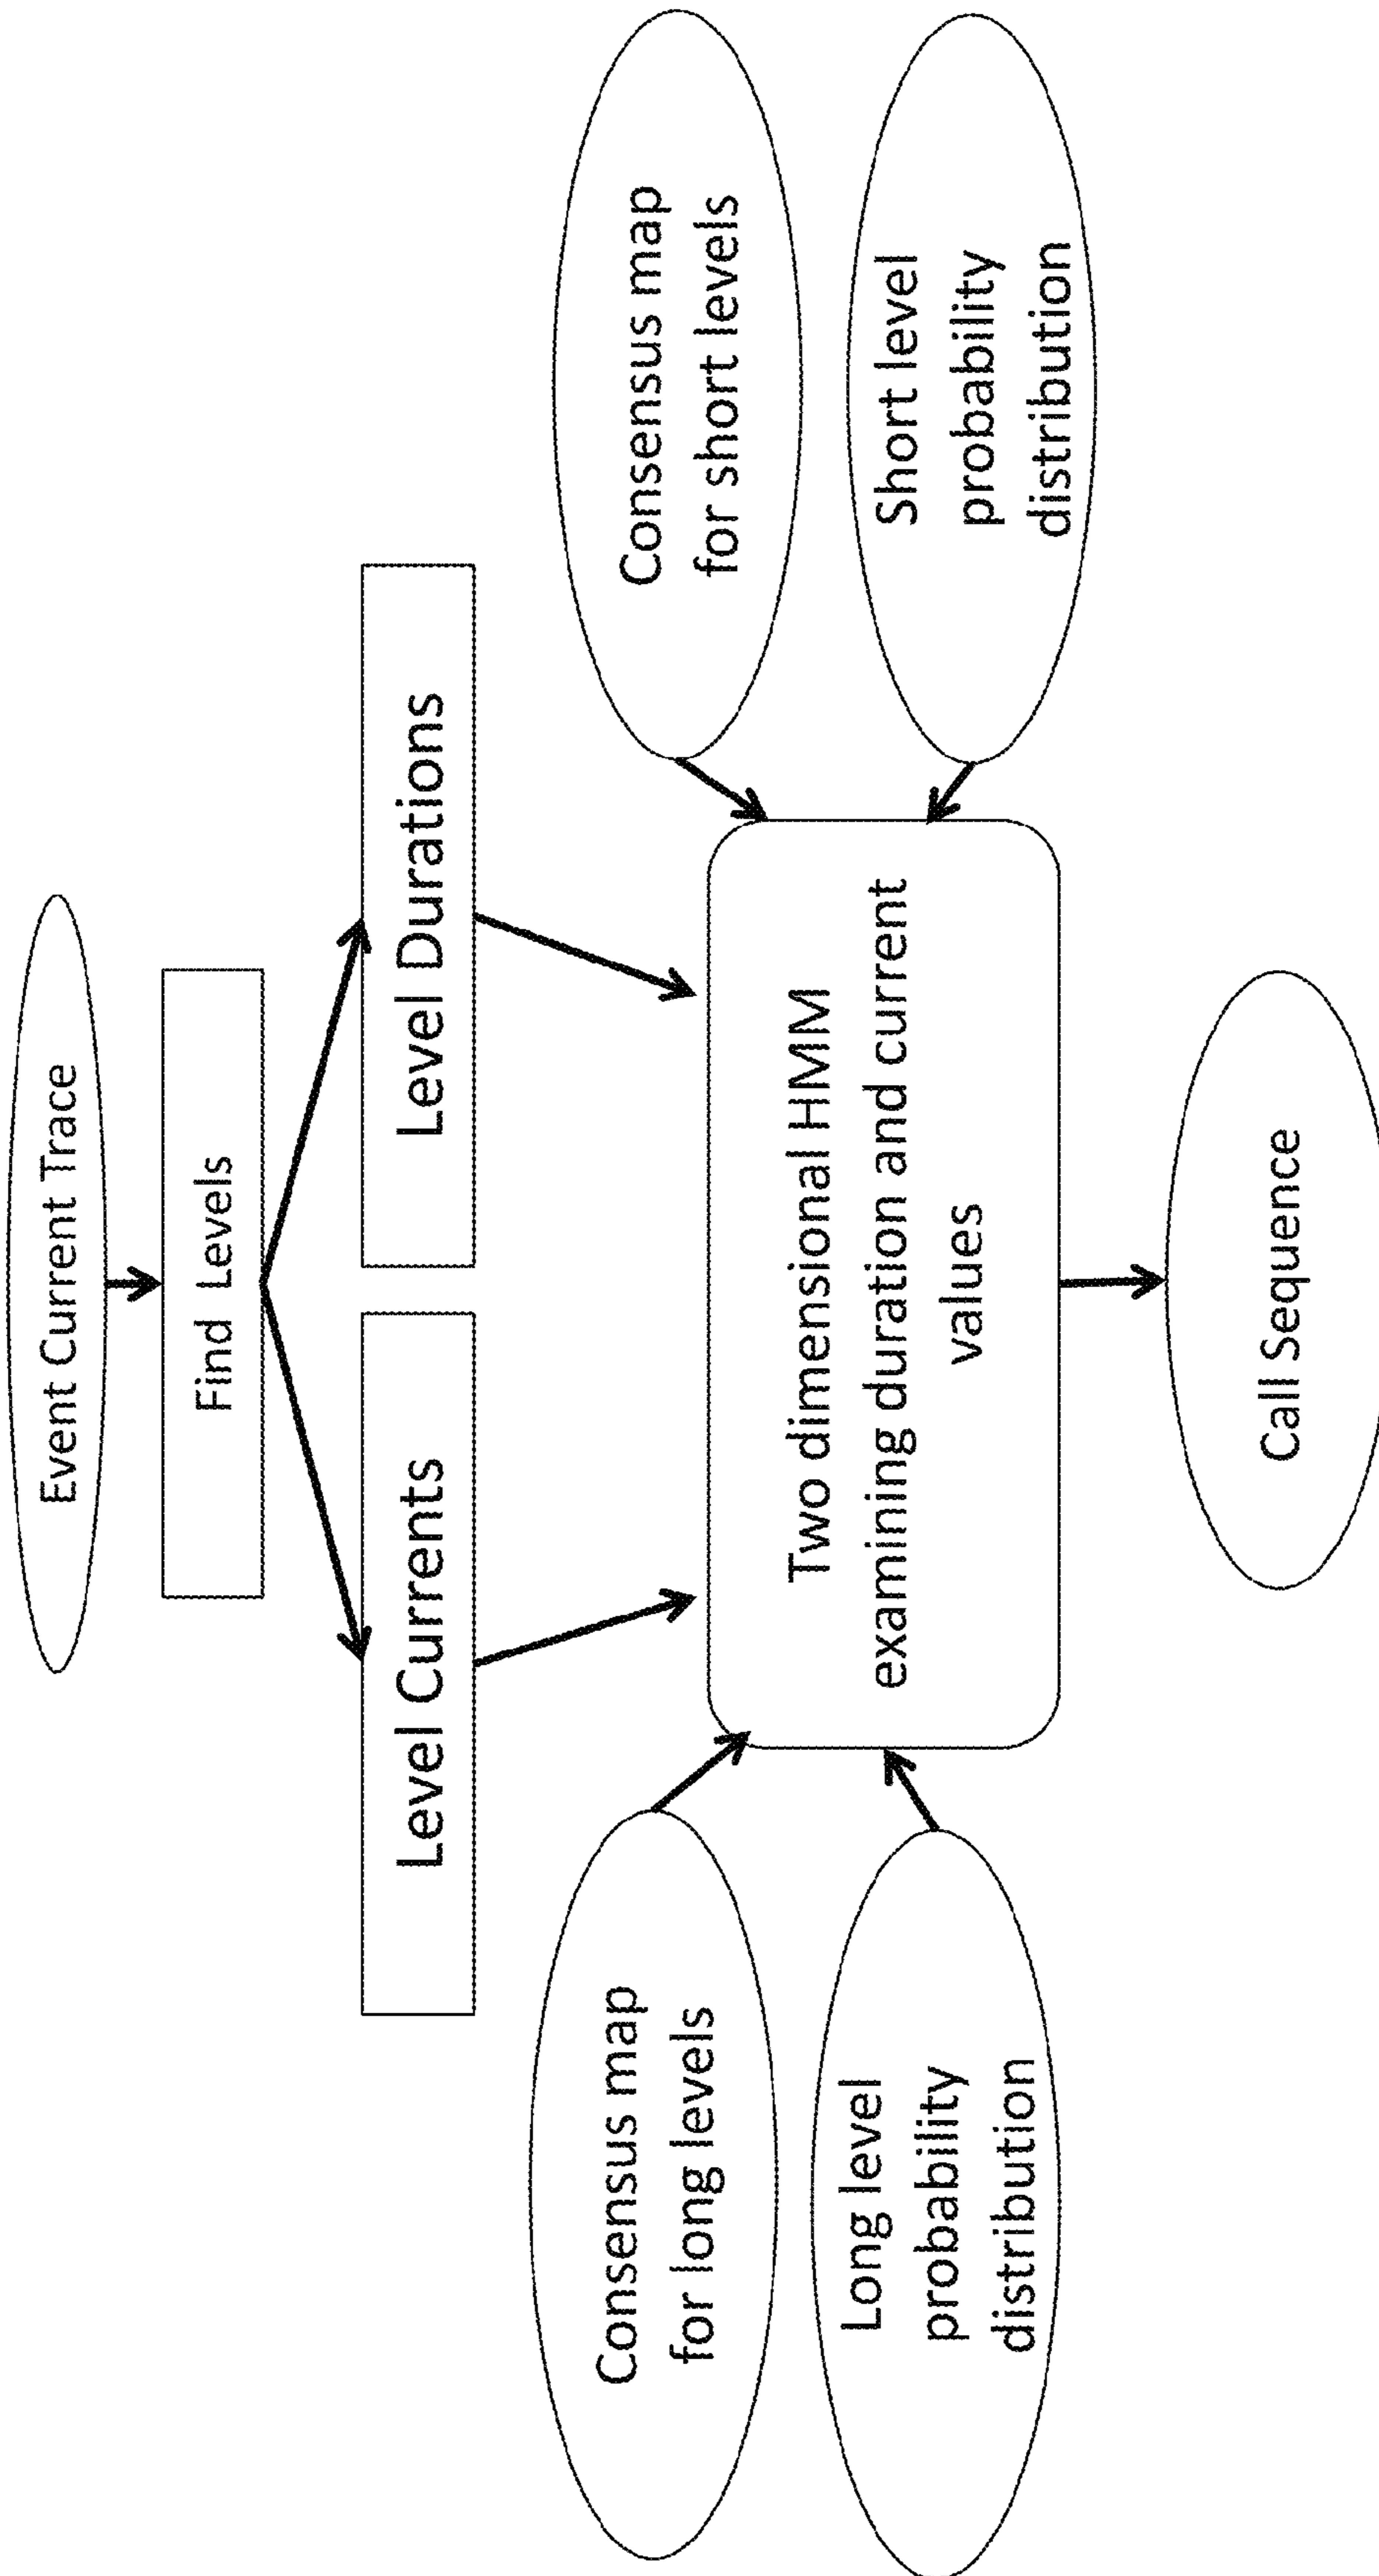 Event Current Trace
Find Levels
Level Currents
Level Durations
Consensus map
for long levels
Long level
probability
distribution
Two dimensional HMM
examining duration and current
values
Consensus map
for short levels
Short level
probability
distribution
Call Sequence